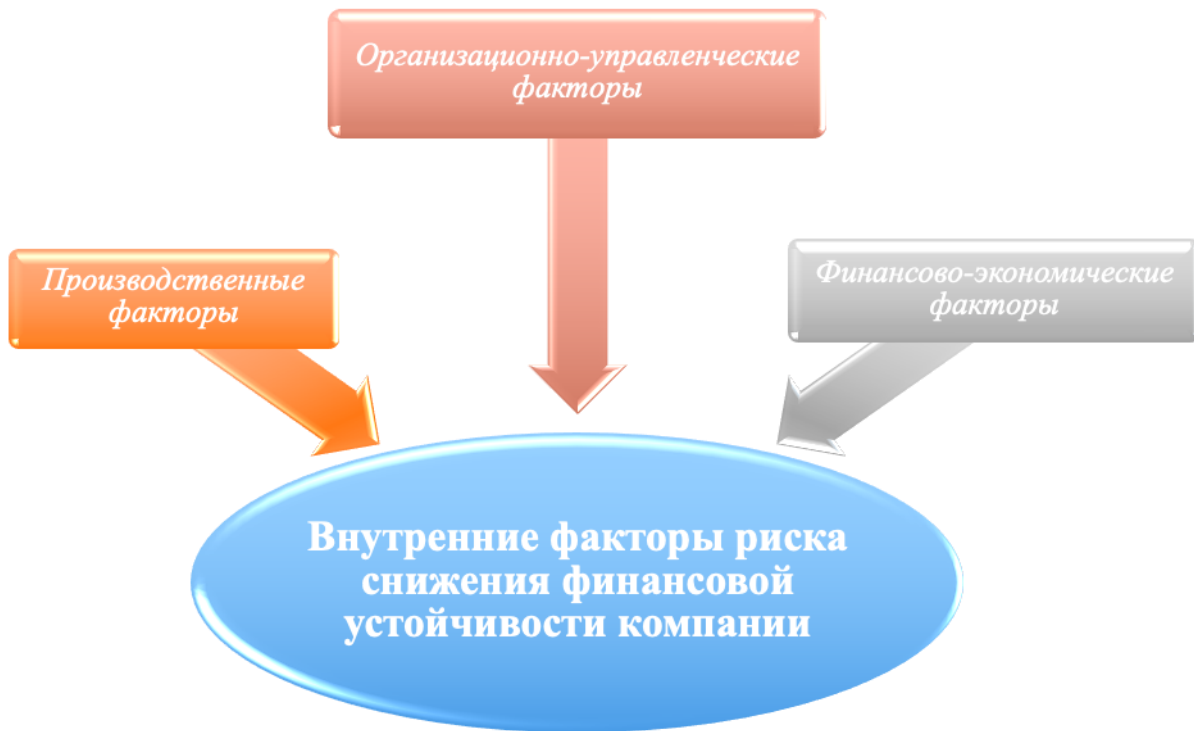 Организационно-управленческие
факторы
Производственные
факторы
Финансово-экономические
факторы
Внутренние факторы риска
снижения финансовой
устойчивости компании